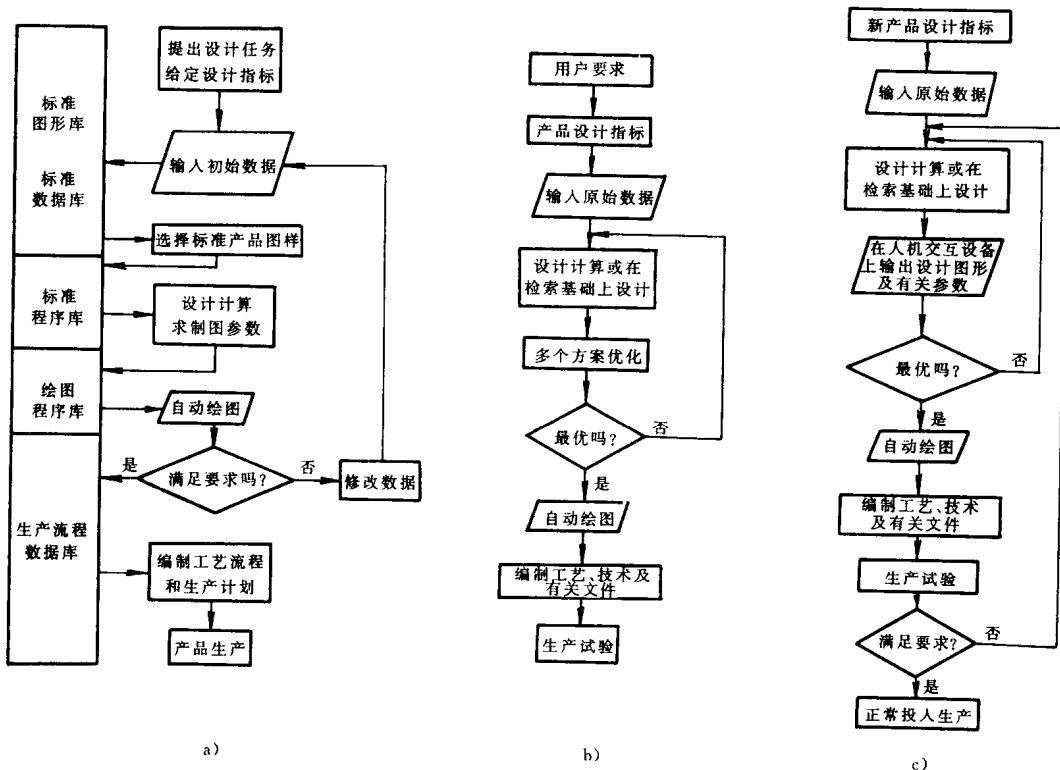 标准
图形库
标准
数据库
标准
程序库
绘图
程序库
生产流程
数据库
提出设计任务
给定设计指标
输入初始数据
选择标准产品图样
设计计算
求制图参数
自动绘图
满足要求吗?
是
否
修改数据
编制工艺流程
和生产计划
产品生产
a)
用户要求
产品设计指标
输入原始数据
设计计算或在
检索基础上设计
多个方案优化
最优吗?
否
是
自动绘图
编制工艺、技术及
有关文件
生产试验
b)
新产品设计指标
输入原始数据
设计计算或在
检索基础上设计
在人机交互设备
上输出设计图形
及有关参数
最优吗?
否
是
自动绘图
编制工艺、技术
及有关文件
生产试验
满足要求?
否
是
正常投人生产
c)